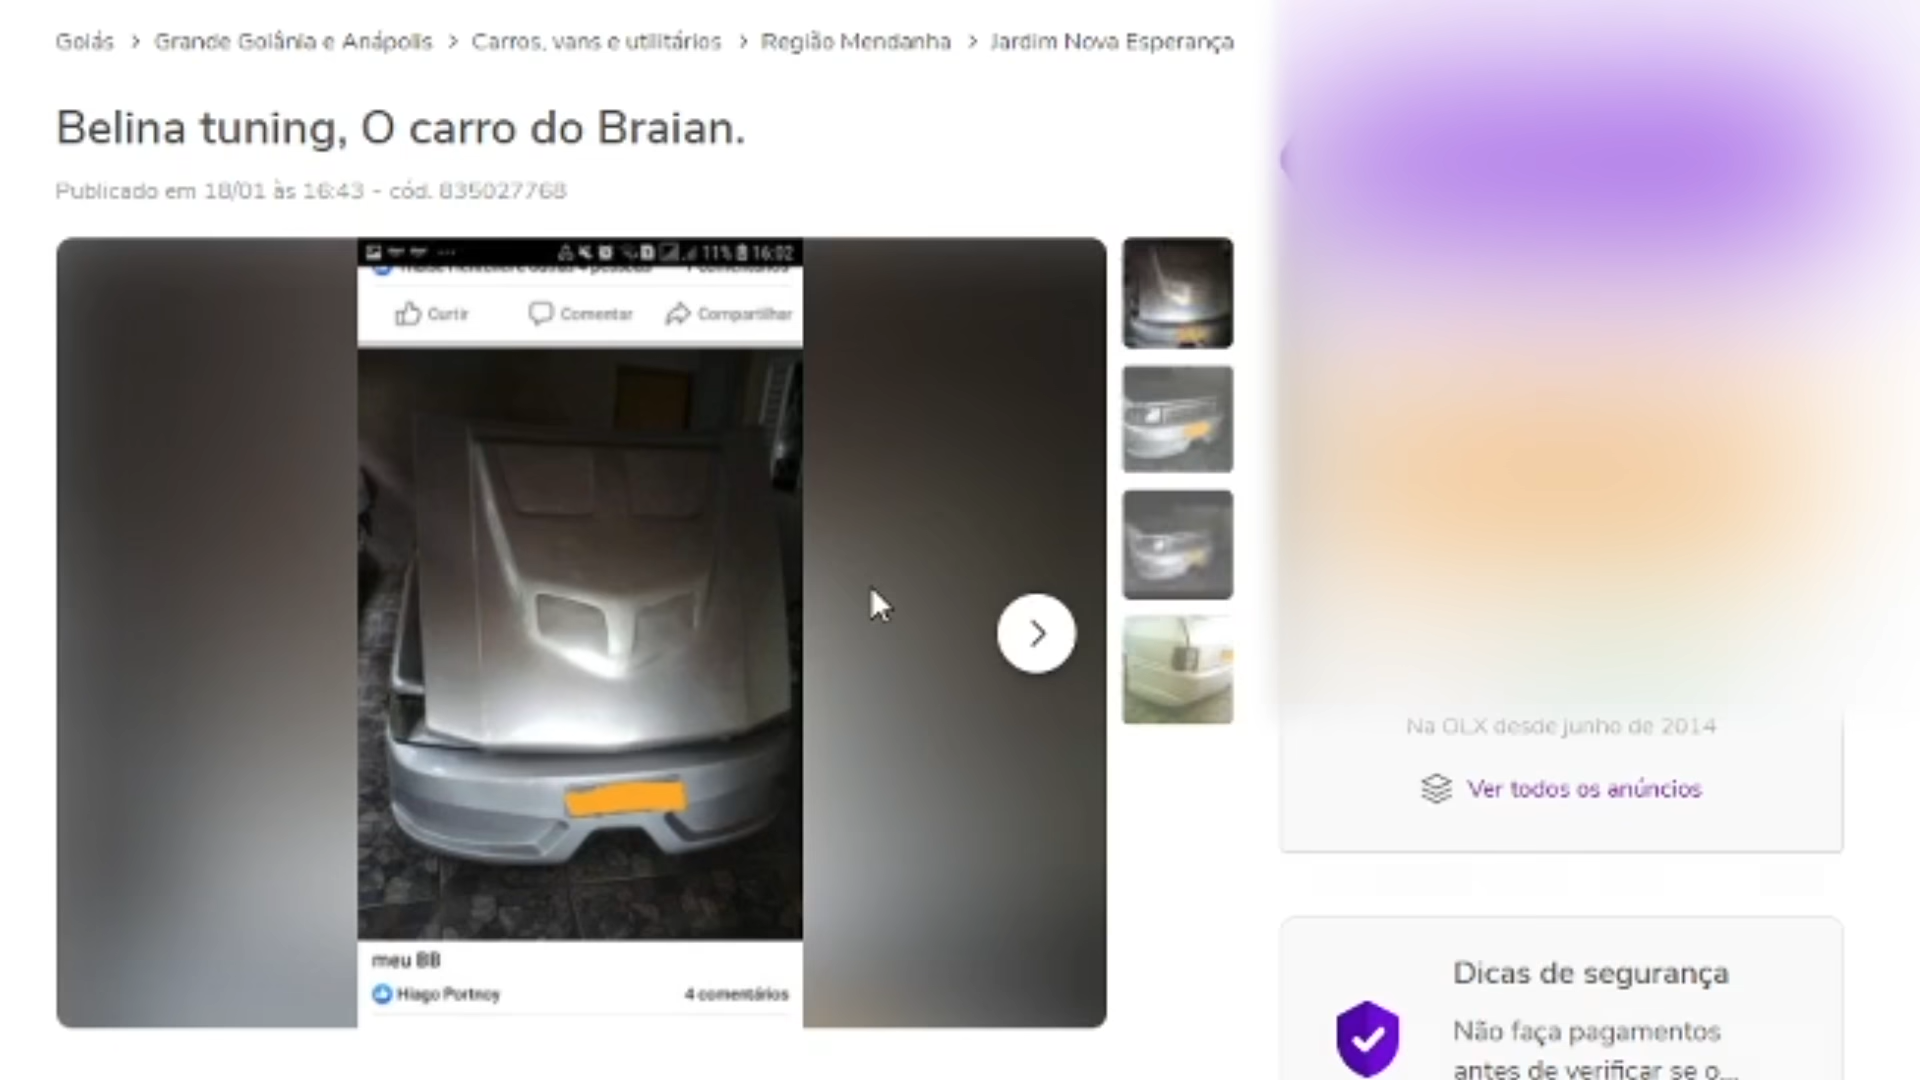 Goiás > Grande Goiânia e Anápolis > Carros, vans e utilitários > Região Mendanha > Jardim Nova Esperança
Belina tuning, O carro do Braian.
Publicado em 18/01 às 16:43 - cód. 835027768
11% 16:02
Curtir Comentar Compartilhar
meu BB
Hiago Portnoy 4 comentários
Na OLX desde junho de 2014
Ver todos os anúncios
Dicas de segurança
Não faça pagamentos
antes de verificar se o...